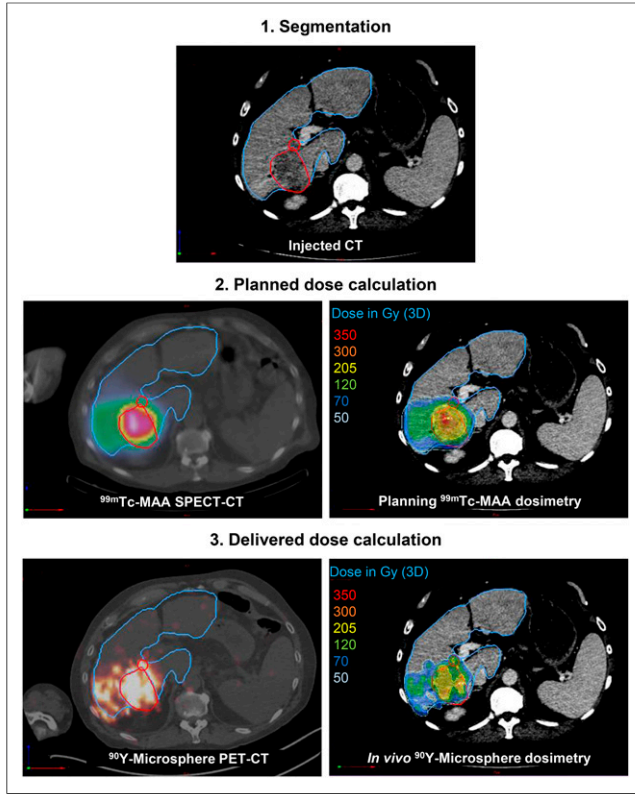 1. Segmentation
Injected CT
2. Planned dose calculation
⁹⁹ᵐTc-MAA SPECT-CT
Dose in Gy (3D)
350
300
205
120
70
50
Planning ⁹⁹ᵐTc-MAA dosimetry
3. Delivered dose calculation
⁹⁰Y-Microsphere PET-CT
Dose in Gy (3D)
350
300
205
120
70
50
In vivo ⁹⁰Y-Microsphere dosimetry